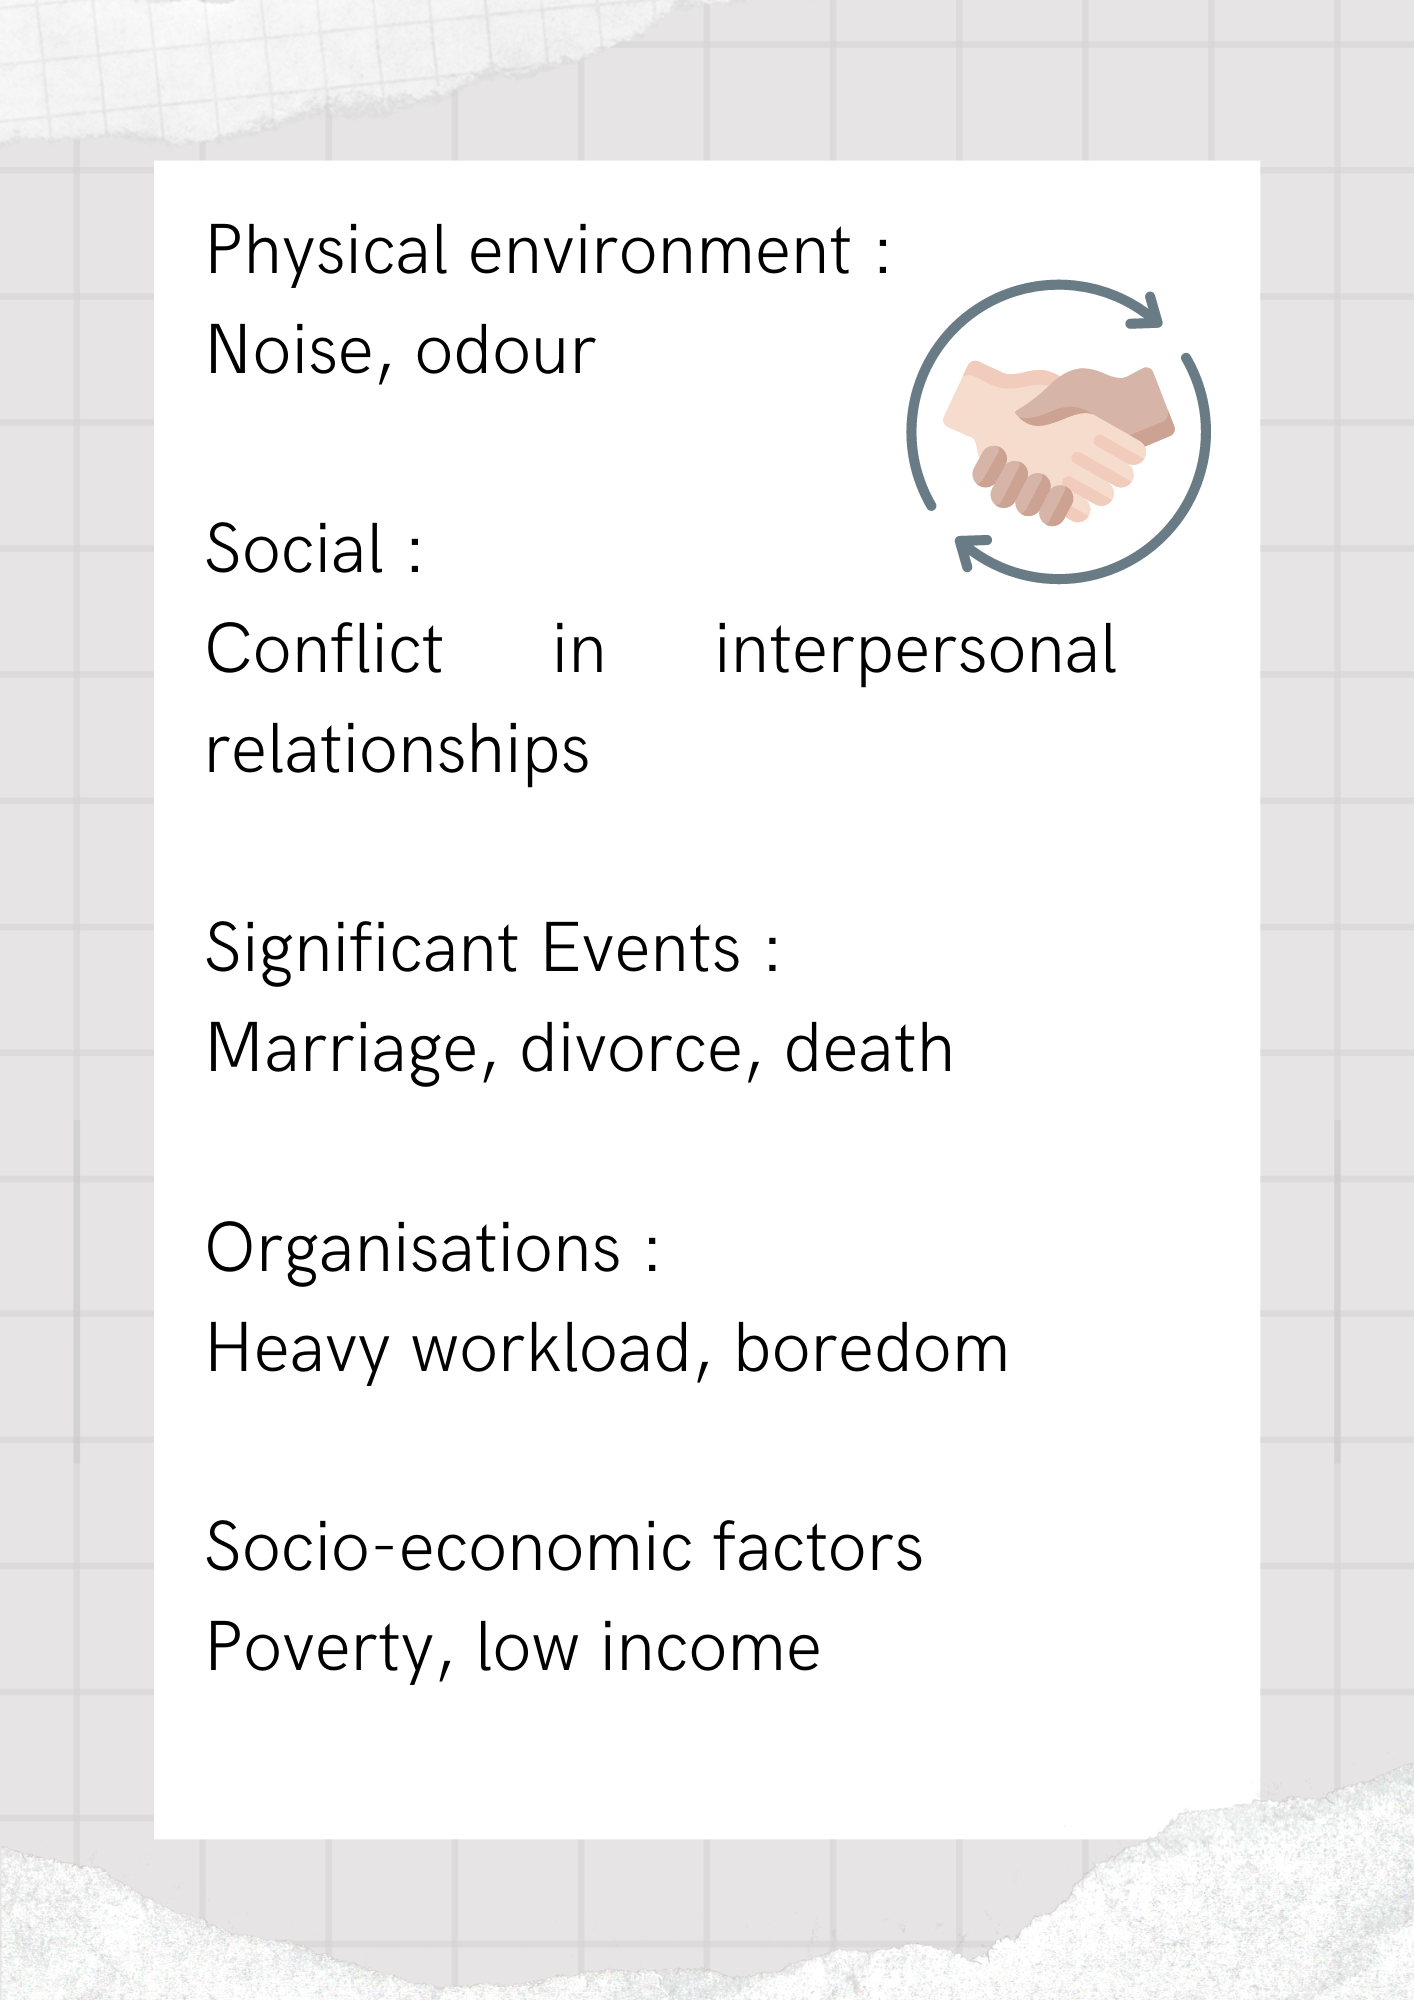 Physical environment :
Noise, odour
Social :
Conflict in interpersonal
relationships
Significant Events :
Marriage, divorce, death
Organisations :
Heavy workload, boredom
Socio-economic factors
Poverty, low income